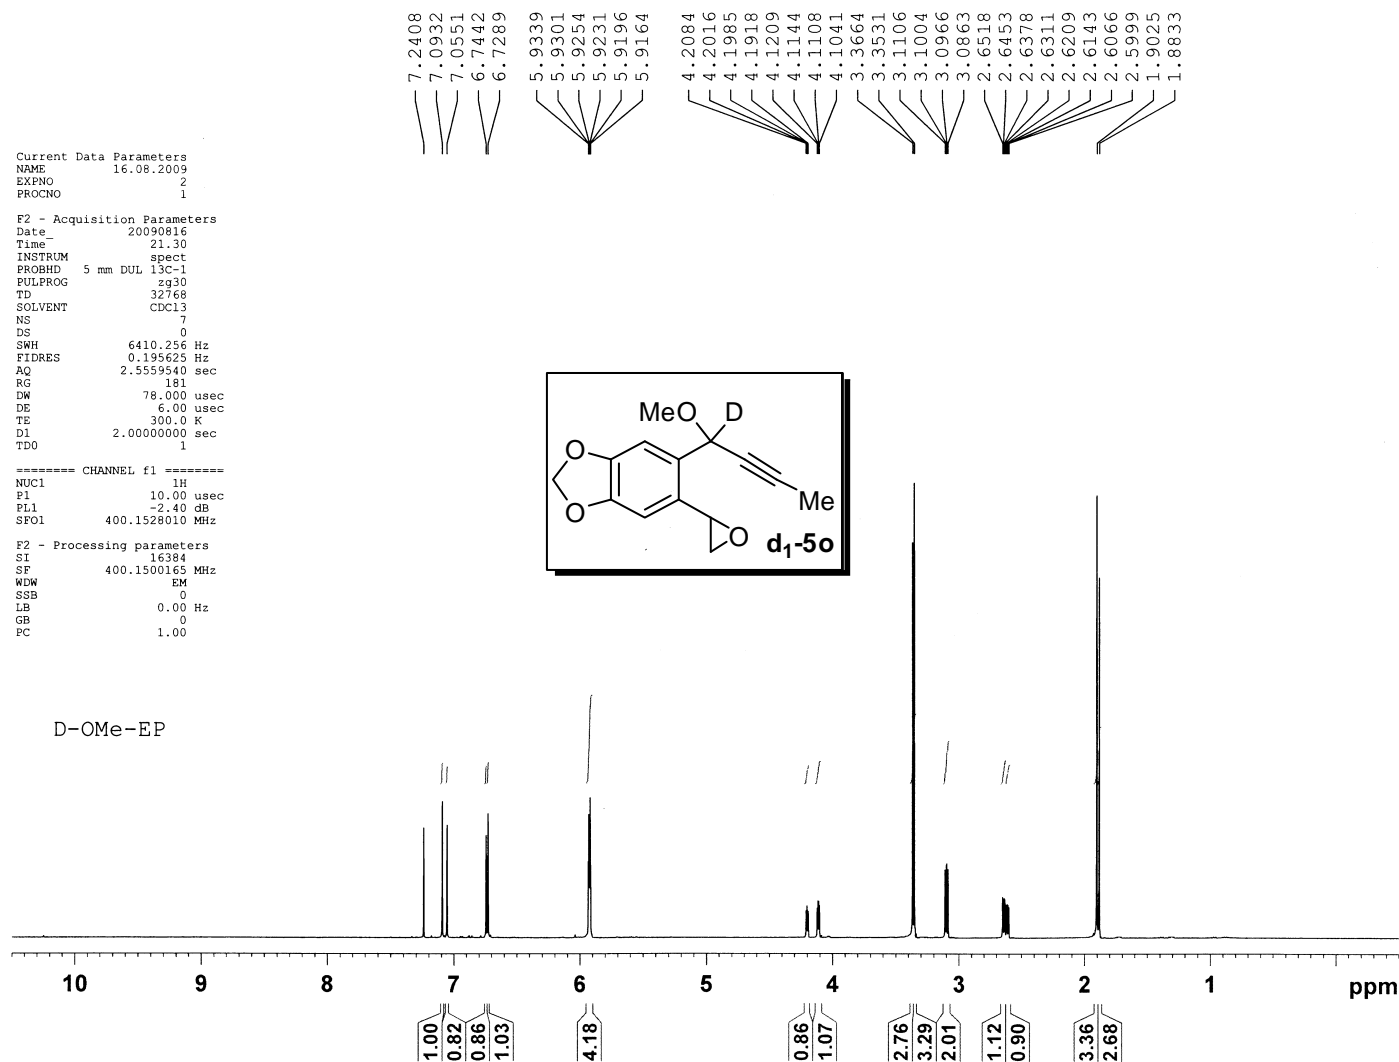 7.2408
7.0932
7.0551
6.7442
6.7289
5.9339
5.9301
5.9254
5.9231
5.9196
5.9164
4.2084
4.2016
4.1985
4.1918
4.1209
4.1144
4.1108
4.1041
3.3664
3.3531
3.1106
3.1004
3.0966
3.0863
2.6518
2.6453
2.6378
2.6311
2.6209
2.6143
2.6066
2.5999
1.9025
1.8833
Current Data Parameters
NAME 16.08.2009
EXPNO 2
PROCNO 1
F2 - Acquisition Parameters
Date_ 20090816
Time 21.30
INSTRUM spect
PROBHD 5 mm DUL 13C-1
PULPROG zg30
TD 32768
SOLVENT CDCl3
NS 7
DS 0
SWH 6410.256 Hz
FIDRES 0.195625 Hz
AQ 2.5559540 sec
RG 181
DW 78.000 usec
DE 6.00 usec
TE 300.0 K
D1 2.00000000 sec
TD0 1
======== CHANNEL f1 ========
NUC1 1H
P1 10.00 usec
PL1 -2.40 dB
SFO1 400.1528010 MHz
F2 - Processing parameters
SI 16384
SF 400.1500165 MHz
WDW EM
SSB 0
LB 0.00 Hz
GB 0
PC 1.00
MeO D
O
O
Me
O
d1-5o
D-OMe-EP
10 9 8 7 6 5 4 3 2 1 ppm
1.00
0.82
0.86
1.03
4.18
0.86
1.07
2.76
3.29
2.01
1.12
0.90
3.36
2.68